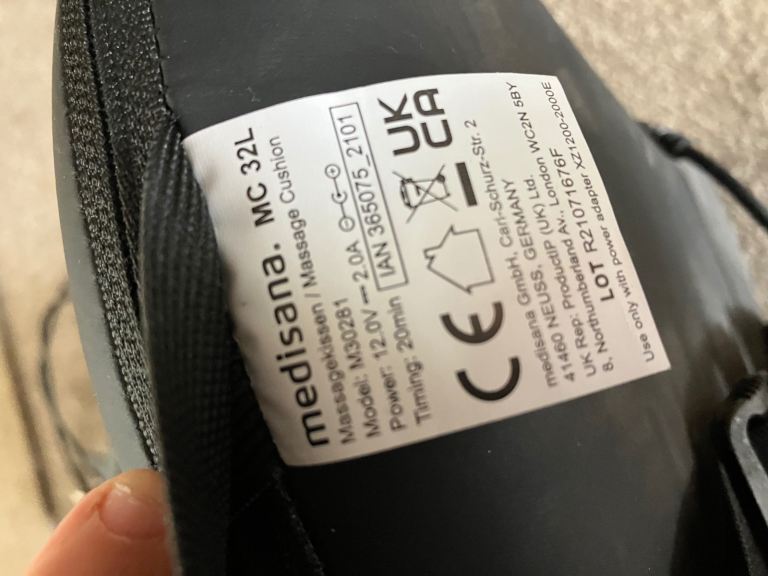 medisana. MC 32L
Massagekissen / Massage Cushion
Model: M30281
Power: 12.0V 2.0A
Timing: 20min
IAN 365075_2101
CE
UK
CA
medisana GmbH, Carl-Schurz-Str. 2
41460 NEUSS, GERMANY
UK Rep: ProductIP (UK) Ltd.
8, Northumberland Av., London WC2N 5BY
LOT R21071676F
Use only with power adapter XZ1200-2000E